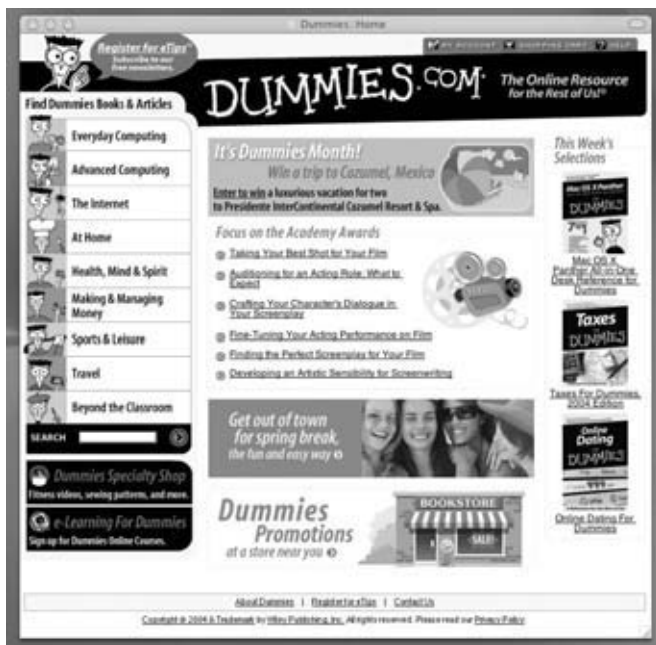 Dummies: Home
Register for eTips
Subscribe to our
free newsletters.
MY ACCOUNT
SHOPPING CART
HELP
DUMMIES.COM
The Online Resource
for the Rest of Us!®
Find Dummies Books & Articles
Everyday Computing
Advanced Computing
The Internet
At Home
Health, Mind & Spirit
Making & Managing
Money
Sports & Leisure
Travel
Beyond the Classroom
SEARCH
Dummies Specialty Shop
Fitness videos, sewing patterns, and more.
e-Learning For Dummies
Sign up for Dummies Online Courses.
It's Dummies Month!
Win a trip to Cozumel, Mexico
Enter to win a luxurious vacation for two
to Presidente InterContinental Cozumel Resort & Spa.
Focus on the Academy Awards
Taking Your Best Shot for Your Film
Auditioning for an Acting Role, What to
Expect
Crafting Your Character's Dialogue in
Your Screenplay
Fine-Tuning Your Acting Performance on Film
Finding the Perfect Screenplay for Your Film
Developing an Artistic Sensibility for Screenwriting
Get out of town
for spring break,
the fun and easy way
Dummies
Promotions
at a store near you
BOOKSTORE
SALE!
This Week's
Selections
Mac OS X Panther
DUMMIES
Mac OS X
Panther All-in-One
Desk Reference for
Dummies
Taxes
DUMMIES
Taxes For Dummies,
2004 Edition
Online
Dating
DUMMIES
Online Dating For
Dummies
About Dummies | Register for eTips | Contact Us
Copyright © 2004 & Trademark by Wiley Publishing, Inc. All rights reserved. Please read our Privacy Policy.